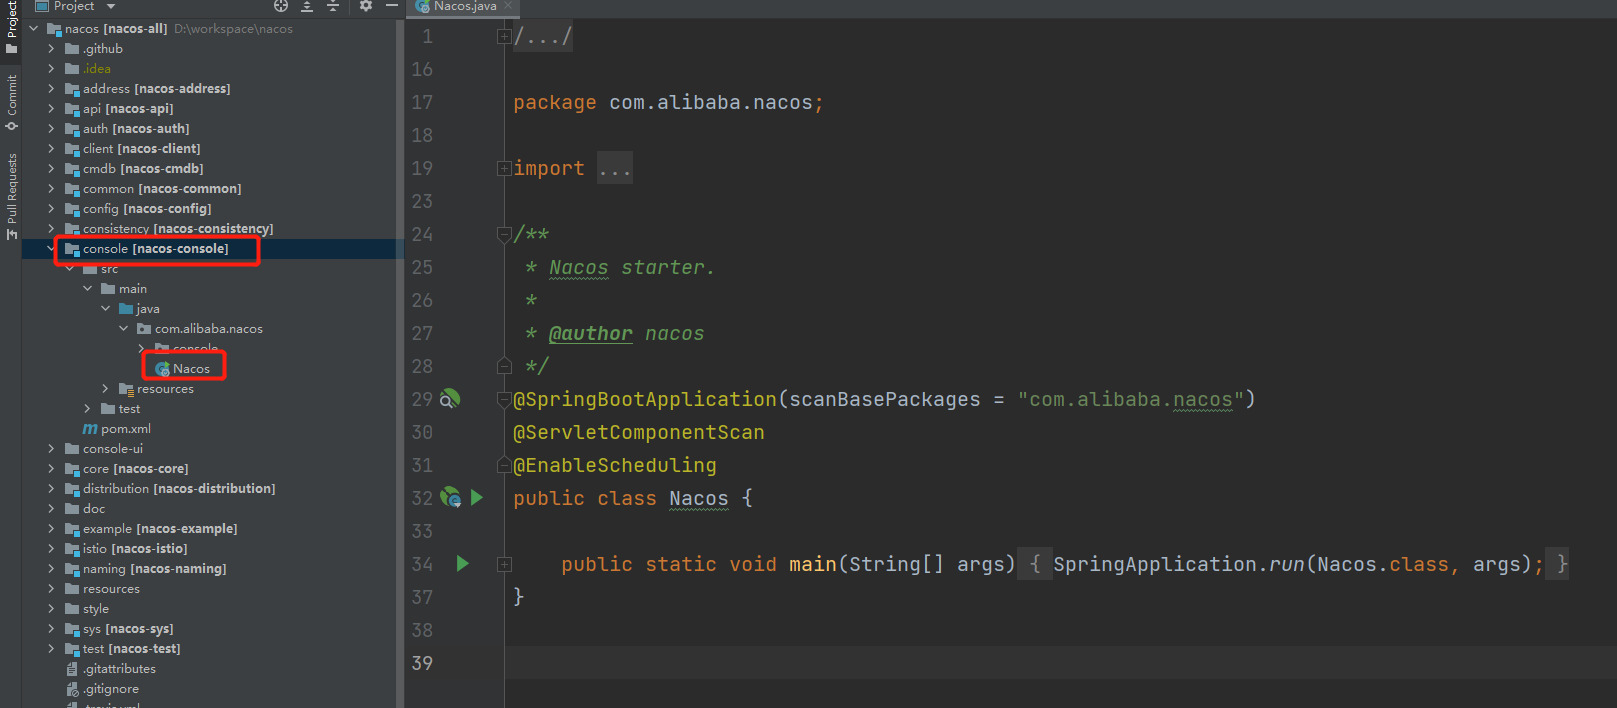 Project
Nacos.java
Project
Commit
Pull Requests
nacos [nacos-all] D:\workspace\nacos
.github
.idea
address [nacos-address]
api [nacos-api]
auth [nacos-auth]
client [nacos-client]
cmdb [nacos-cmdb]
common [nacos-common]
config [nacos-config]
consistency [nacos-consistency]
console [nacos-console]
src
main
java
com.alibaba.nacos
console
Nacos
resources
test
pom.xml
console-ui
core [nacos-core]
distribution [nacos-distribution]
doc
example [nacos-example]
istio [nacos-istio]
naming [nacos-naming]
resources
style
sys [nacos-sys]
test [nacos-test]
.gitattributes
.gitignore
.travis.yml
1 /.../
16
17 package com.alibaba.nacos;
18
19 import ...
23
24 /**
25 * Nacos starter.
26 *
27 * @author nacos
28 */
29 @SpringBootApplication(scanBasePackages = "com.alibaba.nacos")
30 @ServletComponentScan
31 @EnableScheduling
32 public class Nacos {
33
34 public static void main(String[] args) { SpringApplication.run(Nacos.class, args); }
37 }
38
39